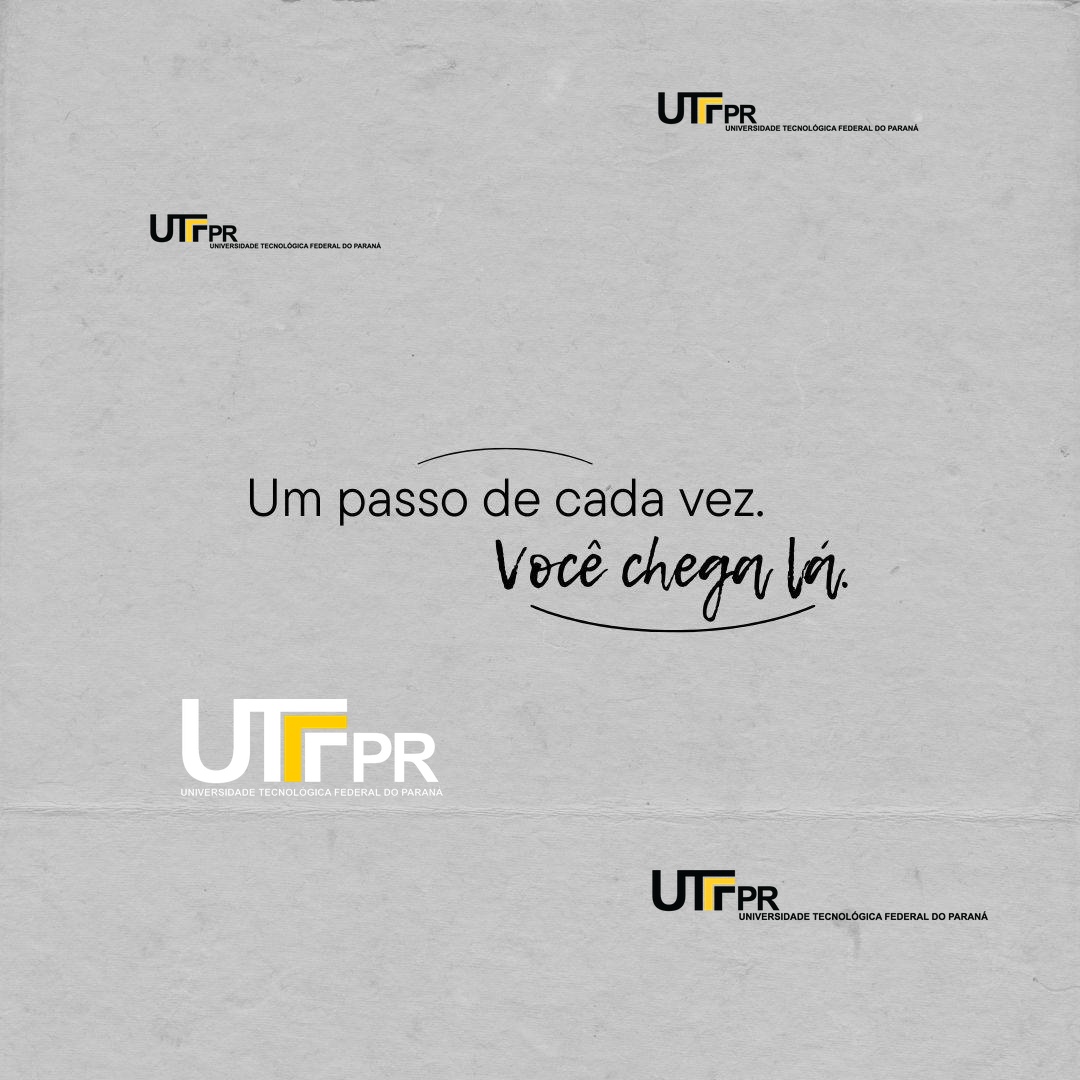 UTFPR
UNIVERSIDADE TECNOLÓGICA FEDERAL DO PARANÁ
UTFPR
UNIVERSIDADE TECNOLÓGICA FEDERAL DO PARANÁ
Um passo de cada vez.
Você chega lá.
UTFPR
UNIVERSIDADE TECNOLÓGICA FEDERAL DO PARANÁ
UTFPR
UNIVERSIDADE TECNOLÓGICA FEDERAL DO PARANÁ